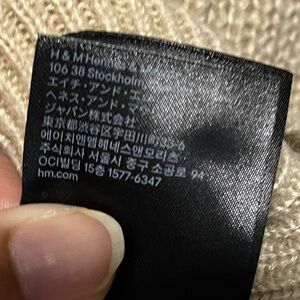 H & M Hennes &
106 38 Stockholm
エイチ・アンド・エ
ヘネス・アンド・マウ
ジャパン株式会社
東京都渋谷区宇田川町33-6
에이치앤엠헤네스앤모리츠
주식회사 서울시 중구 소공로 94
OCI빌딩 15층 1577-6347
hm.com